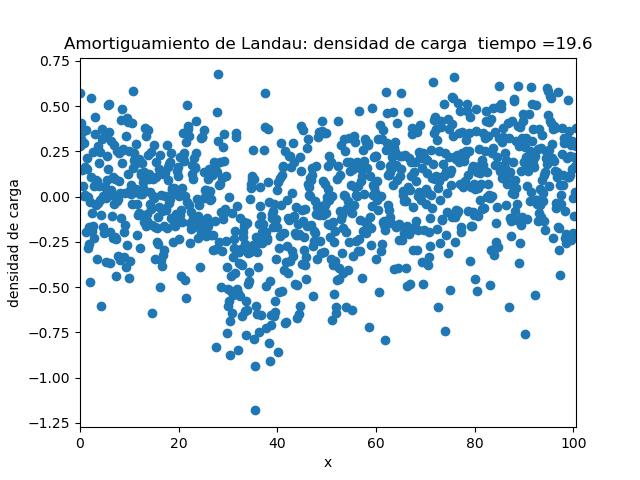 Amortiguamiento de Landau: densidad de carga  tiempo =19.6
0.75
0.50
0.25
0.00
−0.25
−0.50
−0.75
−1.00
−1.25
densidad de carga
0 20 40 60 80 100
x